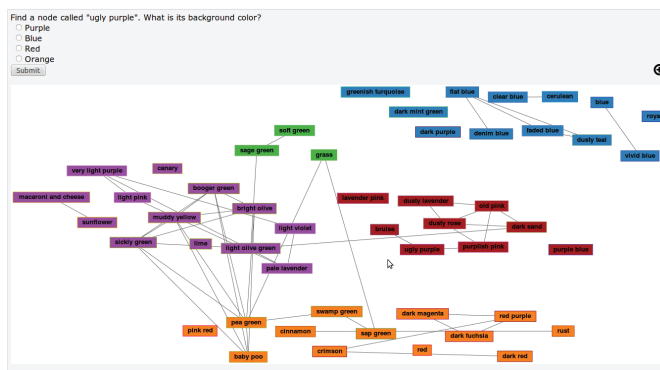 Find a node called "ugly purple". What is its background color?
Purple
Blue
Red
Orange
Submit
greenish turquoise
flat blue
clear blue
cerulean
blue
dark mint green
roya
soft green
dark purple
denim blue
faded blue
dusty teal
sage green
grass
vivid blue
very light purple
canary
booger green
macaroni and cheese
light pink
lavender pink
dusty lavender
old pink
bright olive
sunflower
muddy yellow
dusty rose
dark sand
light violet
bruise
sickly green
lime
light olive green
ugly purple
purplish pink
purple blue
pale lavender
swamp green
dark magenta
red purple
pea green
pink red
cinnamon
sap green
dark fuchsia
rust
baby poo
crimson
red
dark red